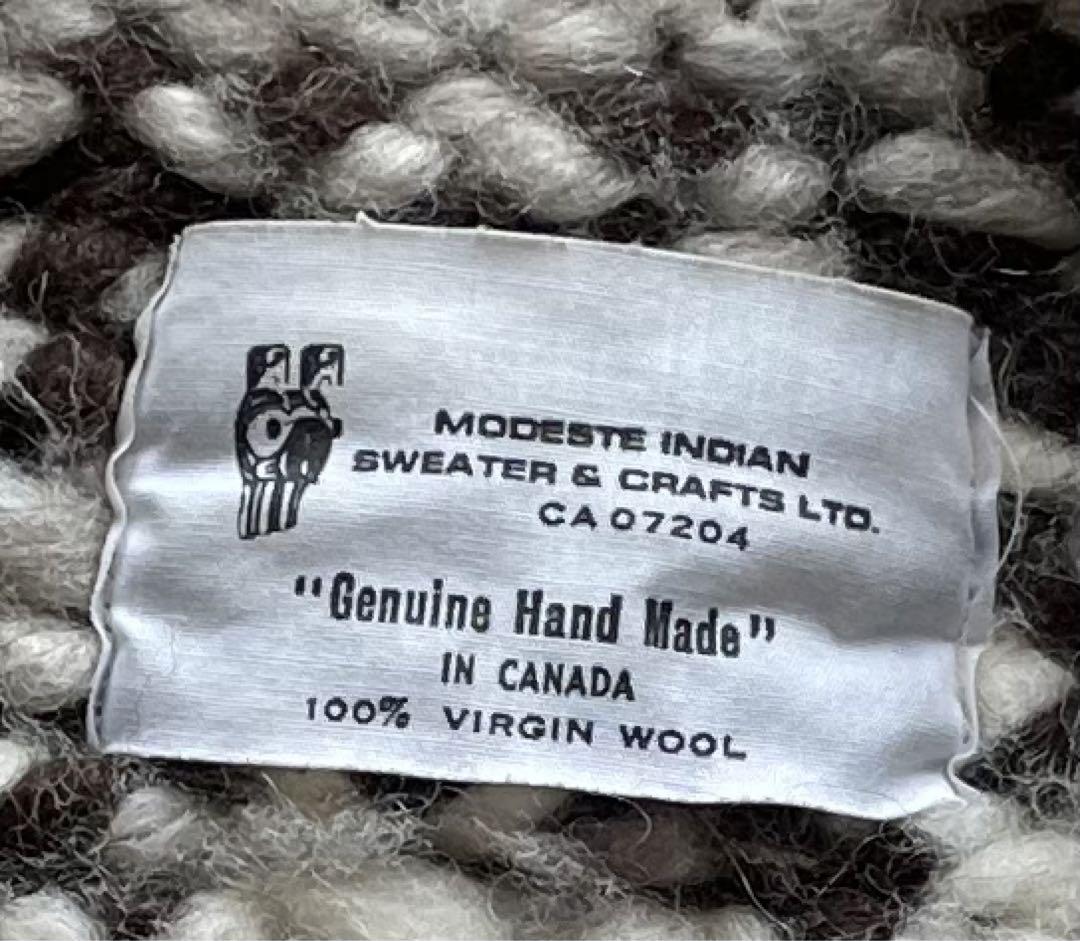 MODESTE INDIAN
SWEATER & CRAFTS LTD.
CA 07204
"Genuine Hand Made"
IN CANADA
100% VIRGIN WOOL